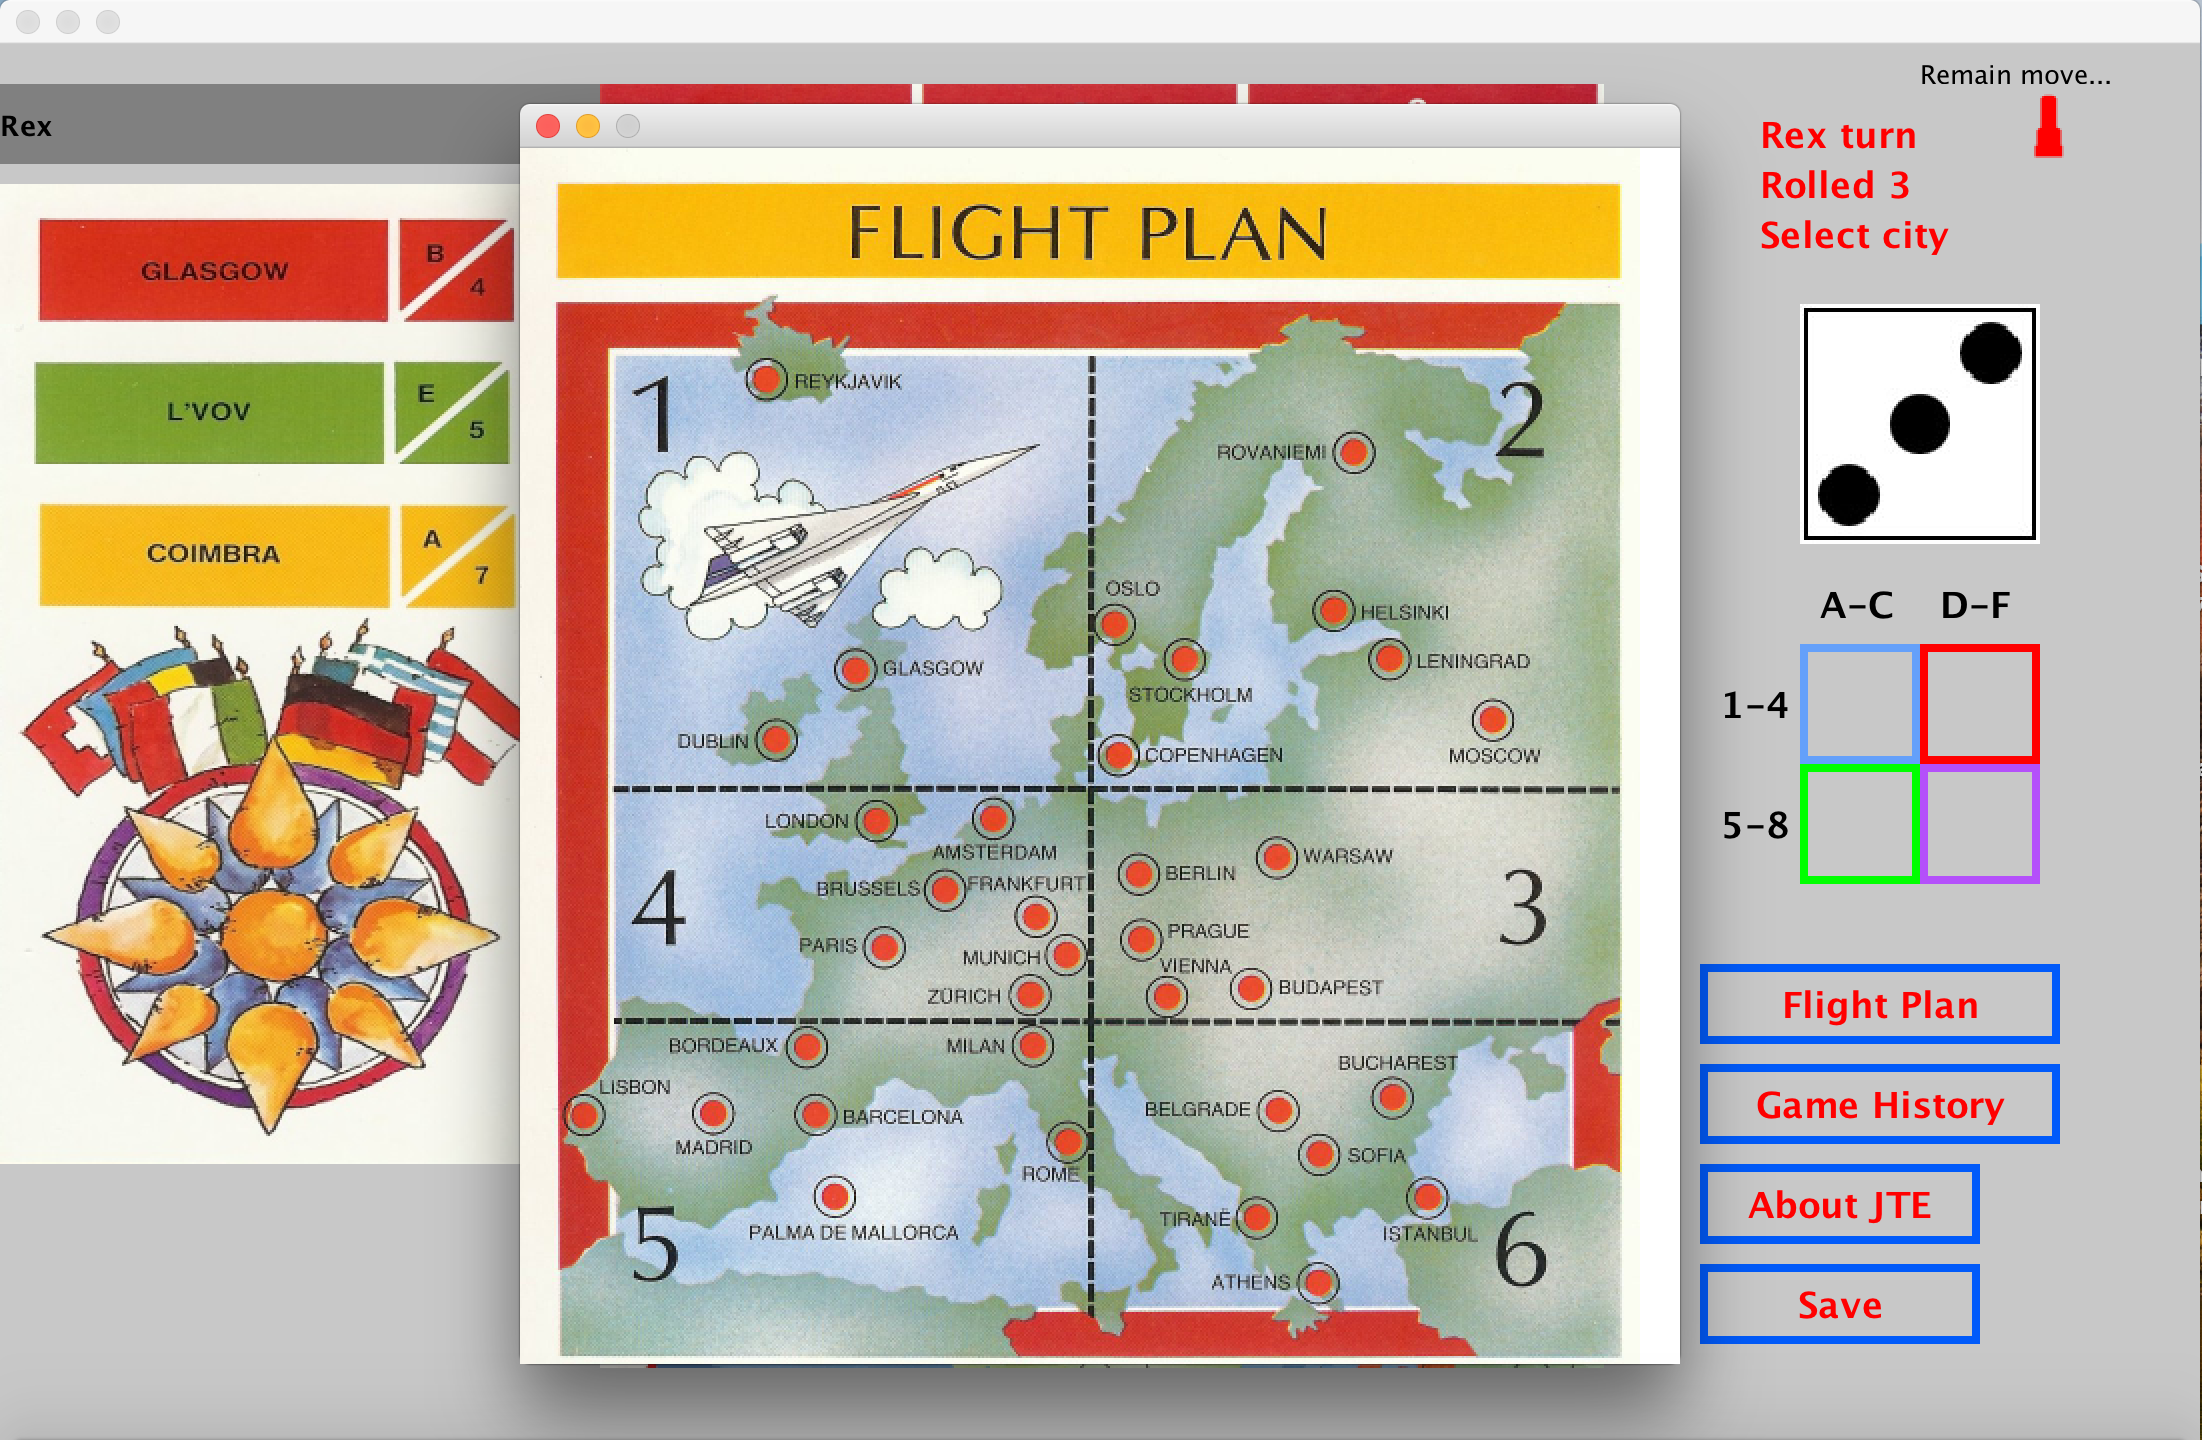 Remain move...
Rex
Rex turn
Rolled 3
Select city
GLASGOW
B
4
L'VOV
E
5
COIMBRA
A
7
FLIGHT PLAN
1
REYKJAVIK
2
ROVANIEMI
OSLO
HELSINKI
GLASGOW
LENINGRAD
STOCKHOLM
DUBLIN
COPENHAGEN
MOSCOW
LONDON
AMSTERDAM
WARSAW
BERLIN
BRUSSELS
FRANKFURT
4
3
PARIS
PRAGUE
MUNICH
VIENNA
ZÜRICH
BUDAPEST
BORDEAUX
MILAN
BUCHAREST
LISBON
BARCELONA
BELGRADE
MADRID
ROME
SOFIA
PALMA DE MALLORCA
TIRANË
ISTANBUL
5
6
ATHENS
A-C D-F
1-4
5-8
Flight Plan
Game History
About JTE
Save